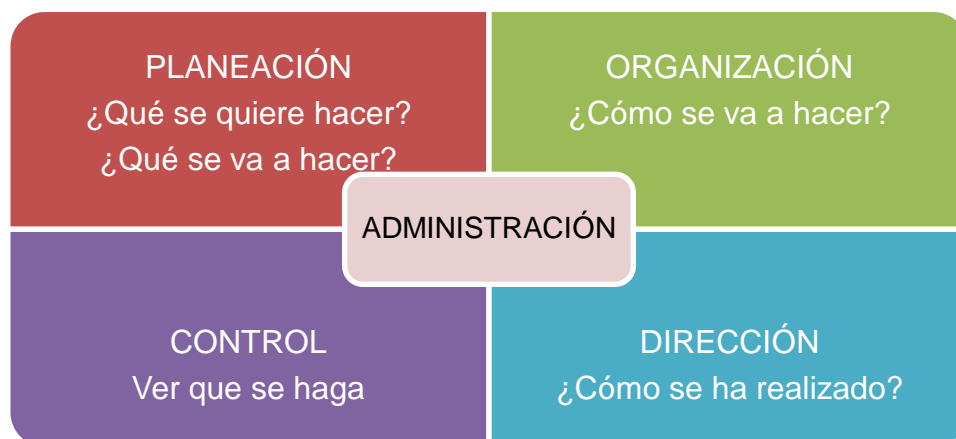 PLANEACIÓN
¿Qué se quiere hacer?
¿Qué se va a hacer?
ORGANIZACIÓN
¿Cómo se va a hacer?
ADMINISTRACIÓN
CONTROL
Ver que se haga
DIRECCIÓN
¿Cómo se ha realizado?